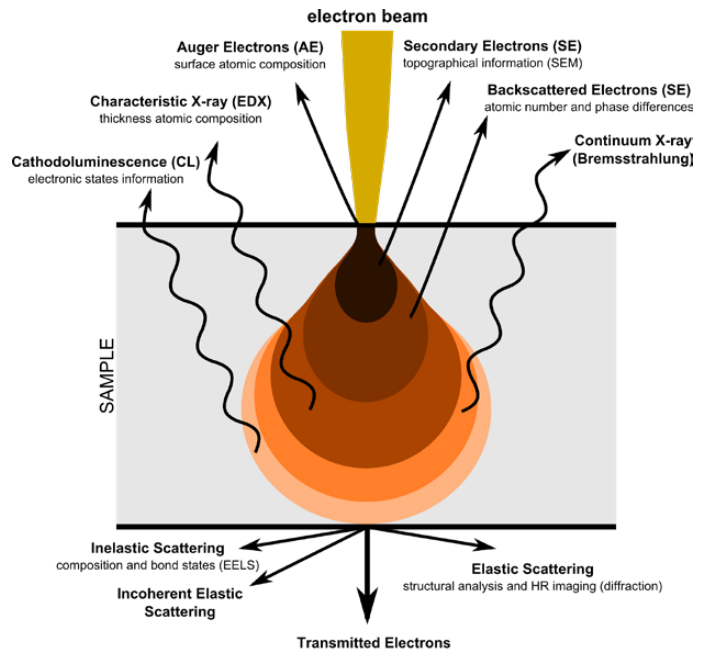 electron beam
Auger Electrons (AE)
surface atomic composition
Secondary Electrons (SE)
topographical information (SEM)
Characteristic X-ray (EDX)
thickness atomic composition
Backscattered Electrons (SE)
atomic number and phase differences
Cathodoluminescence (CL)
electronic states information
Continuum X-ray
(Bremsstrahlung)
SAMPLE
Inelastic Scattering
composition and bond states (EELS)
Incoherent Elastic
Scattering
Elastic Scattering
structural analysis and HR imaging (diffraction)
Transmitted Electrons